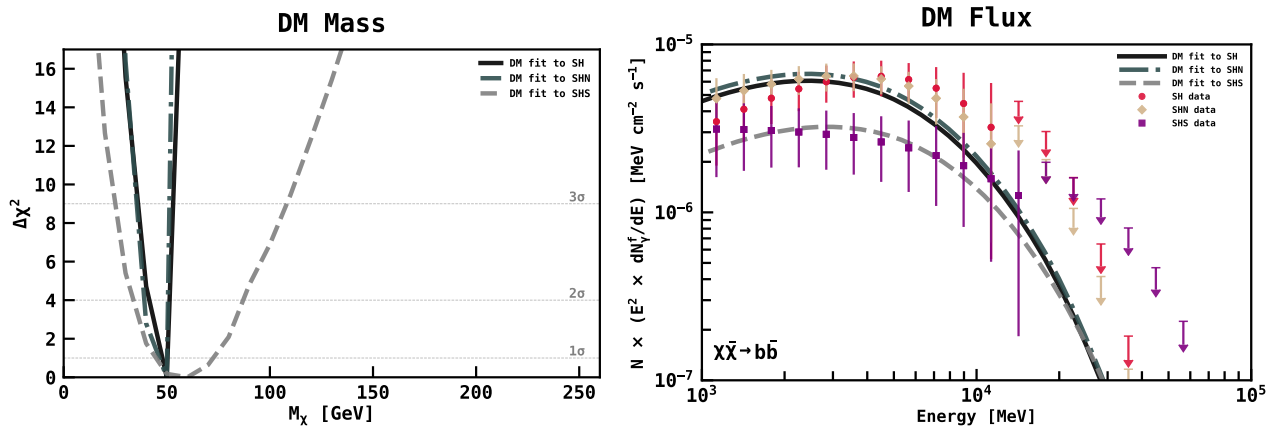 DM Mass
DM fit to SH
DM fit to SHN
DM fit to SHS
3σ
2σ
1σ
16
14
12
10
8
6
4
2
0
Δχ²
0 50 100 150 200 250
Mχ [GeV]
DM Flux
DM fit to SH
DM fit to SHN
DM fit to SHS
SH data
SHN data
SHS data
χχ̄→bb̄
10⁻⁵
10⁻⁶
10⁻⁷
N × (E² × dNᵞᶠ/dE) [MeV cm⁻² s⁻¹]
10³ 10⁴ 10⁵
Energy [MeV]